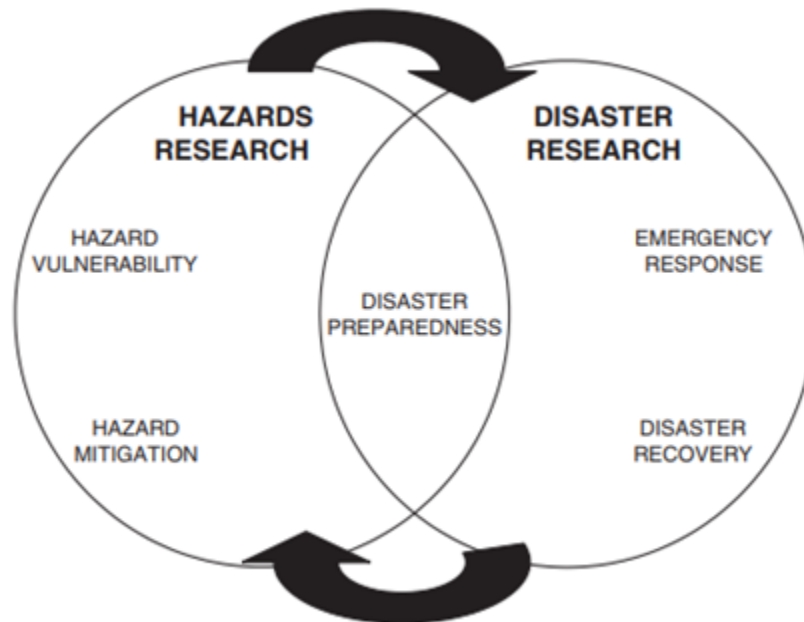 HAZARDS
RESEARCH
DISASTER
RESEARCH
HAZARD
VULNERABILITY
EMERGENCY
RESPONSE
DISASTER
PREPAREDNESS
HAZARD
MITIGATION
DISASTER
RECOVERY